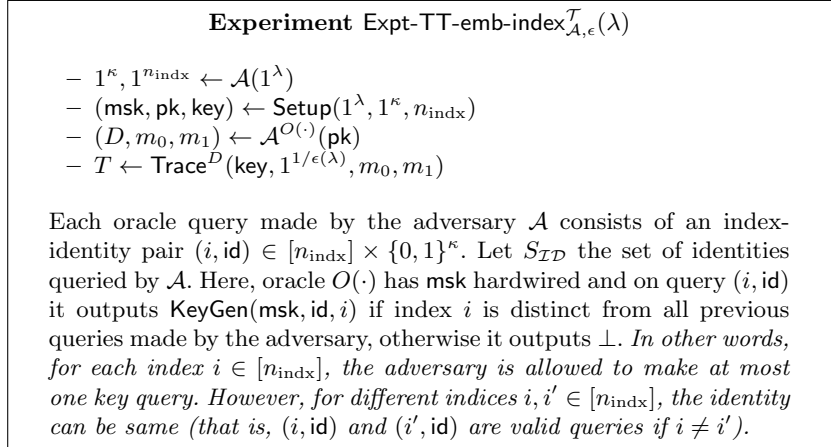 Experiment Expt-TT-emb-index^𝒯_{𝒜,ϵ}(λ)
– 1^κ, 1^{n_indx} ← 𝒜(1^λ)
– (msk, pk, key) ← Setup(1^λ, 1^κ, n_indx)
– (D, m_0, m_1) ← 𝒜^{O(·)}(pk)
– T ← Trace^D(key, 1^{1/ϵ(λ)}, m_0, m_1)
Each oracle query made by the adversary 𝒜 consists of an index-
identity pair (i, id) ∈ [n_indx] × {0, 1}^κ. Let S_{ℐ𝒟} the set of identities
queried by 𝒜. Here, oracle O(·) has msk hardwired and on query (i, id)
it outputs KeyGen(msk, id, i) if index i is distinct from all previous
queries made by the adversary, otherwise it outputs ⊥. In other words,
for each index i ∈ [n_indx], the adversary is allowed to make at most
one key query. However, for different indices i, i′ ∈ [n_indx], the identity
can be same (that is, (i, id) and (i′, id) are valid queries if i ≠ i′).